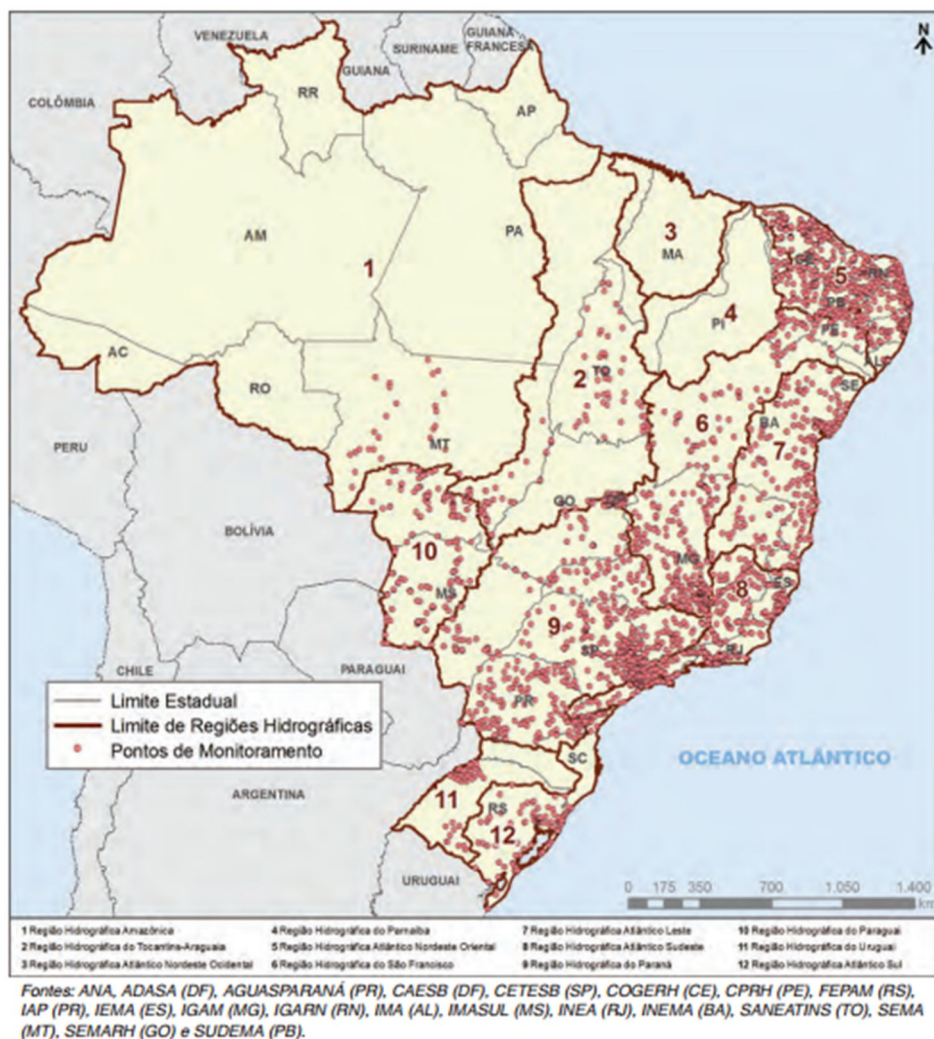 VENEZUELA
GUIANA
FRANCESA
SURINAME
GUIANA
COLÔMBIA
N
RR
AP
AM
PA
1
3
MA
CE
5
RN
PB
PI
4
PE
AL
AC
RO
TO
2
SE
6
BA
7
PERU
MT
GO
BOLÍVIA
10
MS
MG
8
ES
9
SP
RJ
PARAGUAI
CHILE
PR
Limite Estadual
Limite de Regiões Hidrográficas
Pontos de Monitoramento
SC
OCEANO ATLÂNTICO
ARGENTINA
11
RS
12
URUGUAI
0 175 350 700 1.050 1.400
km
1 Região Hidrográfica Amazônica 4 Região Hidrográfica do Parnaíba 7 Região Hidrográfica Atlântico Leste 10 Região Hidrográfica do Paraguai
2 Região Hidrográfica do Tocantins-Araguaia 5 Região Hidrográfica Atlântico Nordeste Oriental 8 Região Hidrográfica Atlântico Sudeste 11 Região Hidrográfica do Uruguai
3 Região Hidrográfica Atlântico Nordeste Ocidental 6 Região Hidrográfica do São Francisco 9 Região Hidrográfica do Paraná 12 Região Hidrográfica Atlântico Sul
Fontes: ANA, ADASA (DF), AGUASPARANÁ (PR), CAESB (DF), CETESB (SP), COGERH (CE), CPRH (PE), FEPAM (RS),
IAP (PR), IEMA (ES), IGAM (MG), IGARN (RN), IMA (AL), IMASUL (MS), INEA (RJ), INEMA (BA), SANEATINS (TO), SEMA
(MT), SEMARH (GO) e SUDEMA (PB).